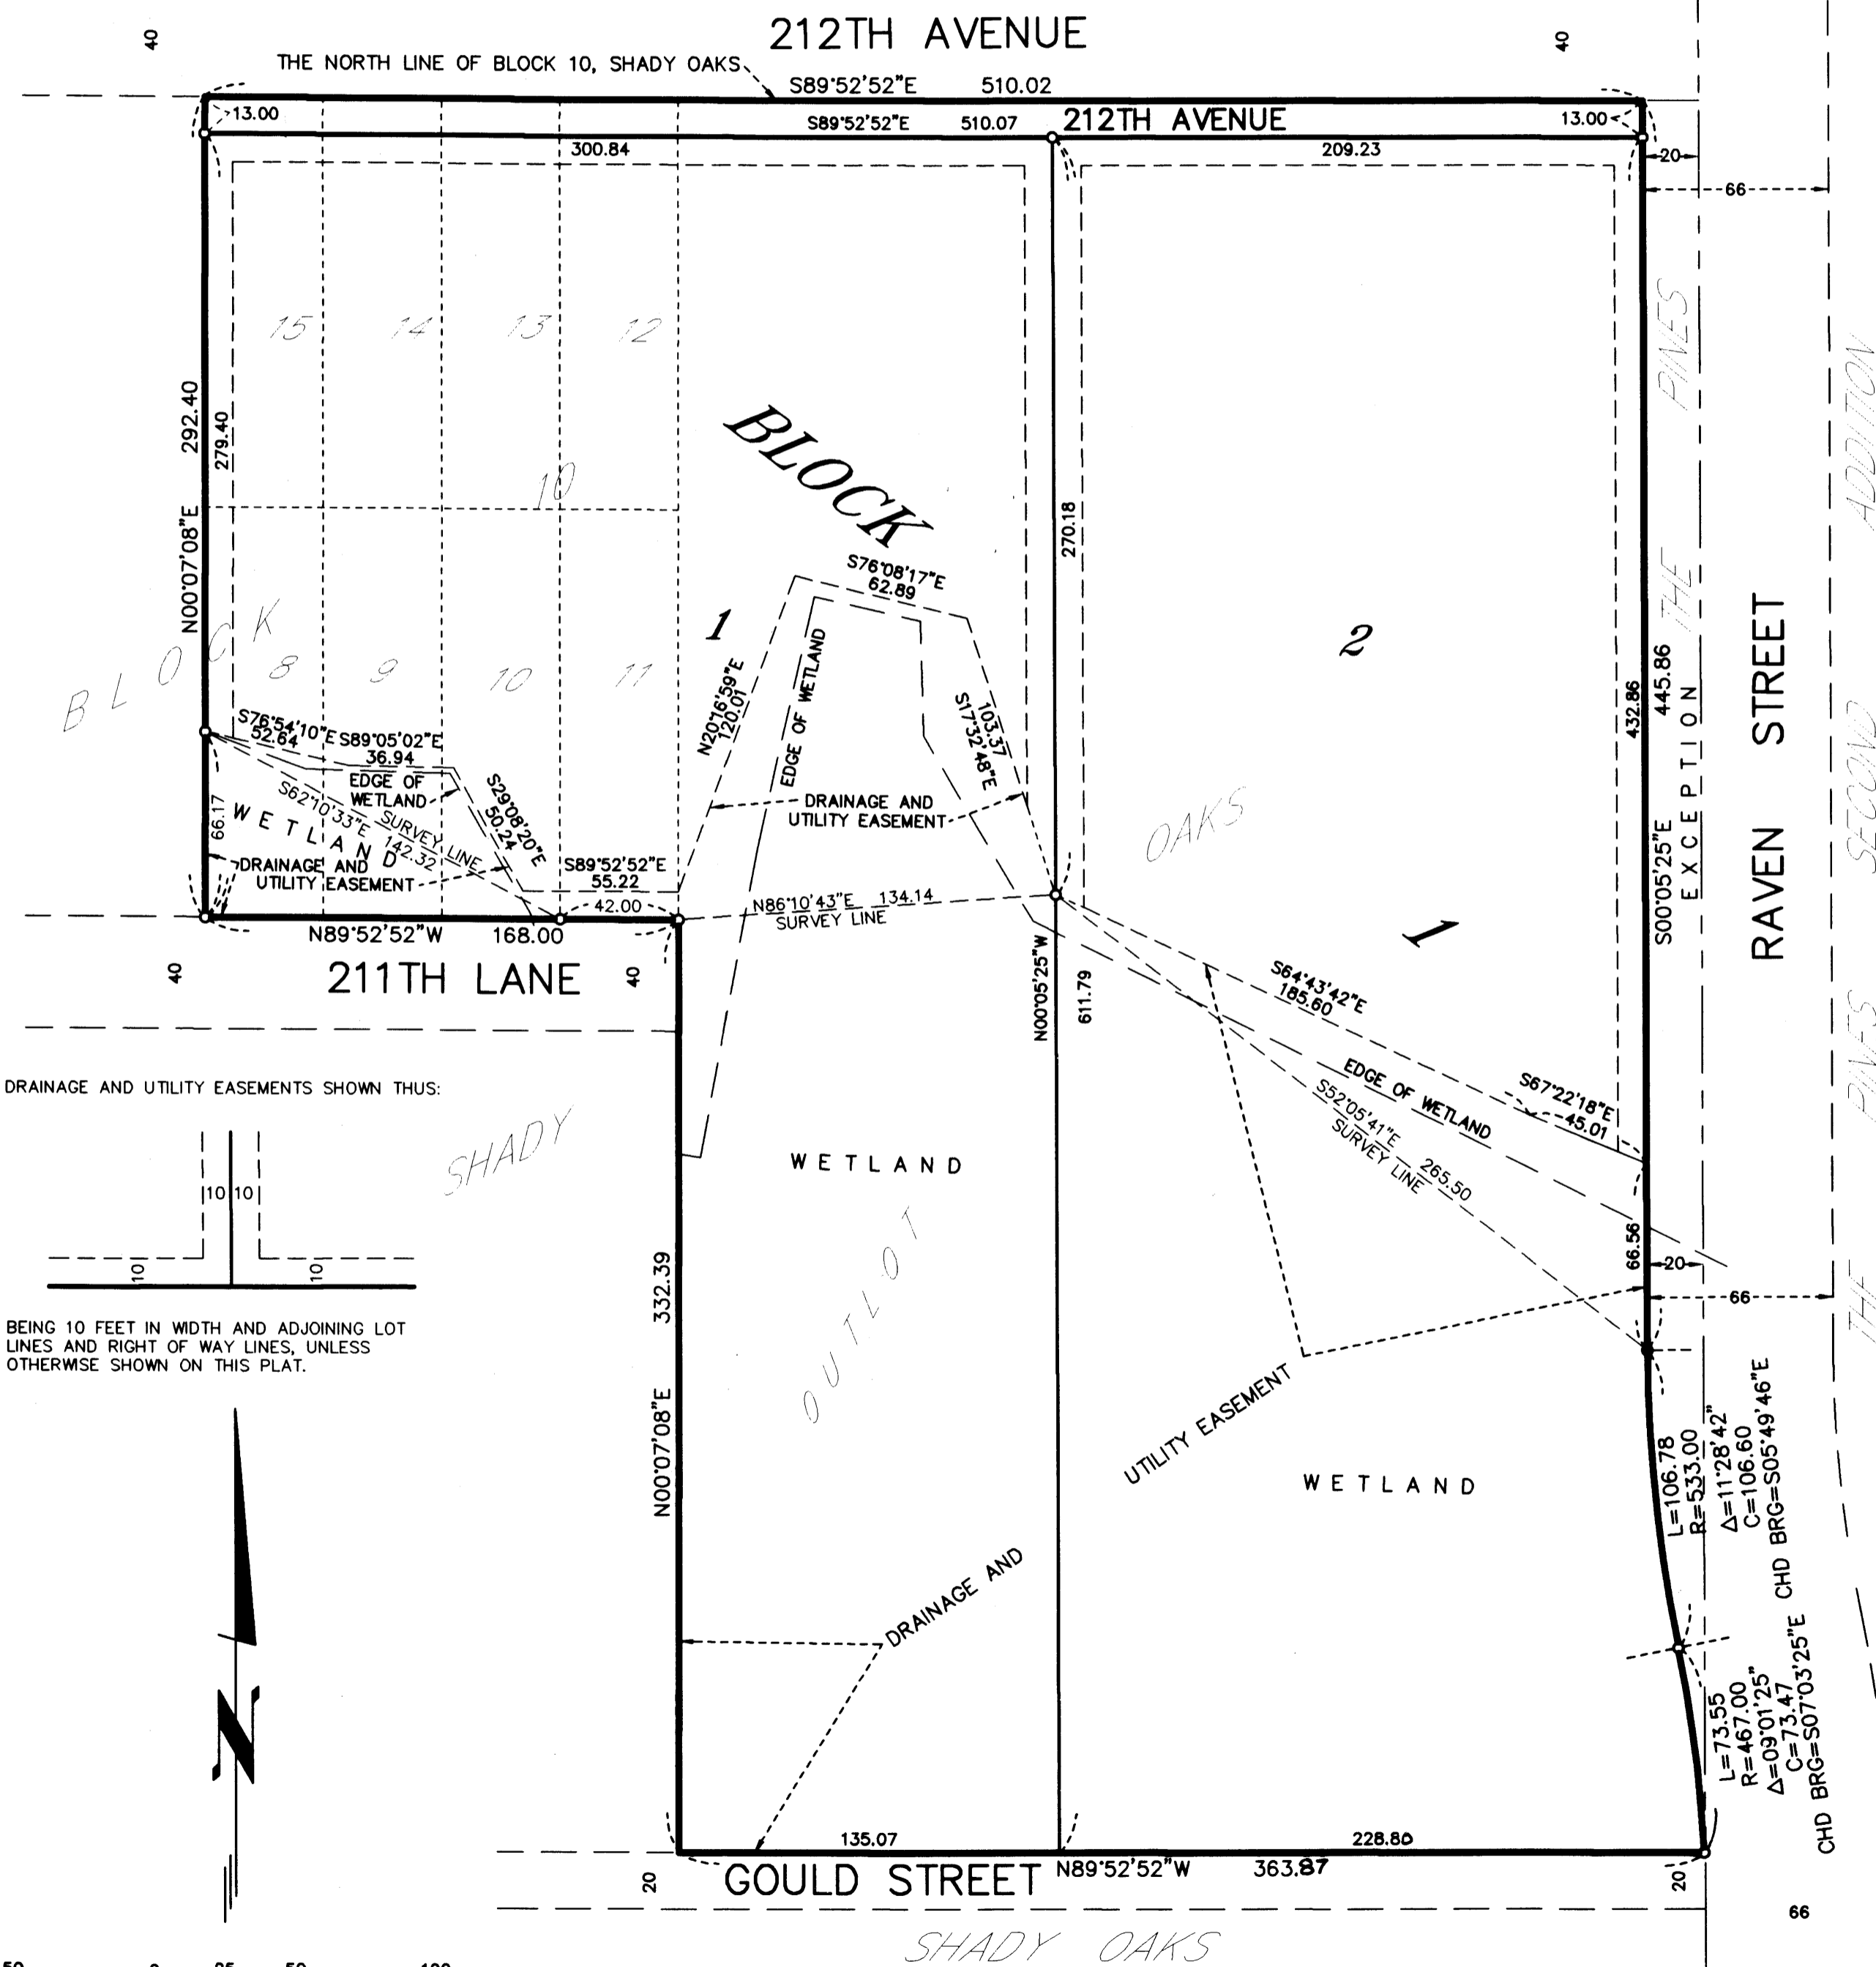 212TH AVENUE
40
40
THE NORTH LINE OF BLOCK 10, SHADY OAKS
S89°52'52"E 510.02
13.00
S89°52'52"E 510.07
212TH AVENUE
13.00
300.84
209.23
20
66
15
14
13
12
THE PINES
THE PINES SECOND ADDITION
292.40
279.40
N00°07'08"E
10
BLOCK
270.18
S76°08'17"E
62.89
1
2
BLOCK
8
9
10
11
N20°16'59"E
120.01
EDGE OF WETLAND
103.37
S17°32'48"E
432.86
445.86
S00°05'25"E
EXCEPTION
RAVEN STREET
S76°54'10"E
52.64
S89°05'02"E
36.94
EDGE OF
WETLAND
S62°10'33"E 142.32
SURVEY LINE
S29°08'20"E
50.24
66.17
WETLAND
DRAINAGE AND
UTILITY EASEMENT
DRAINAGE AND
UTILITY EASEMENT
S89°52'52"E
55.22
42.00
N86°10'43"E 134.14
SURVEY LINE
OAKS
1
N89°52'52"W 168.00
40
211TH LANE
40
N00°05'25"W
611.79
S64°43'42"E
185.60
EDGE OF WETLAND
S67°22'18"E
45.01
S52°05'41"E 265.50
SURVEY LINE
DRAINAGE AND UTILITY EASEMENTS SHOWN THUS:
SHADY
WETLAND
10 10
10
10
66.56
20
66
BEING 10 FEET IN WIDTH AND ADJOINING LOT
LINES AND RIGHT OF WAY LINES, UNLESS
OTHERWISE SHOWN ON THIS PLAT.
332.39
N00°07'08"E
OUTLOT
UTILITY EASEMENT
WETLAND
L=106.78
R=533.00
Δ=11°28'42"
C=106.60
CHD BRG=S05°49'46"E
DRAINAGE AND
N
L=73.55
R=467.00
Δ=09°01'25"
C=73.47
CHD BRG=S07°03'25"E
135.07
228.80
20
GOULD STREET
N89°52'52"W 363.87
20
66
SHADY OAKS
50 0 25 50 100